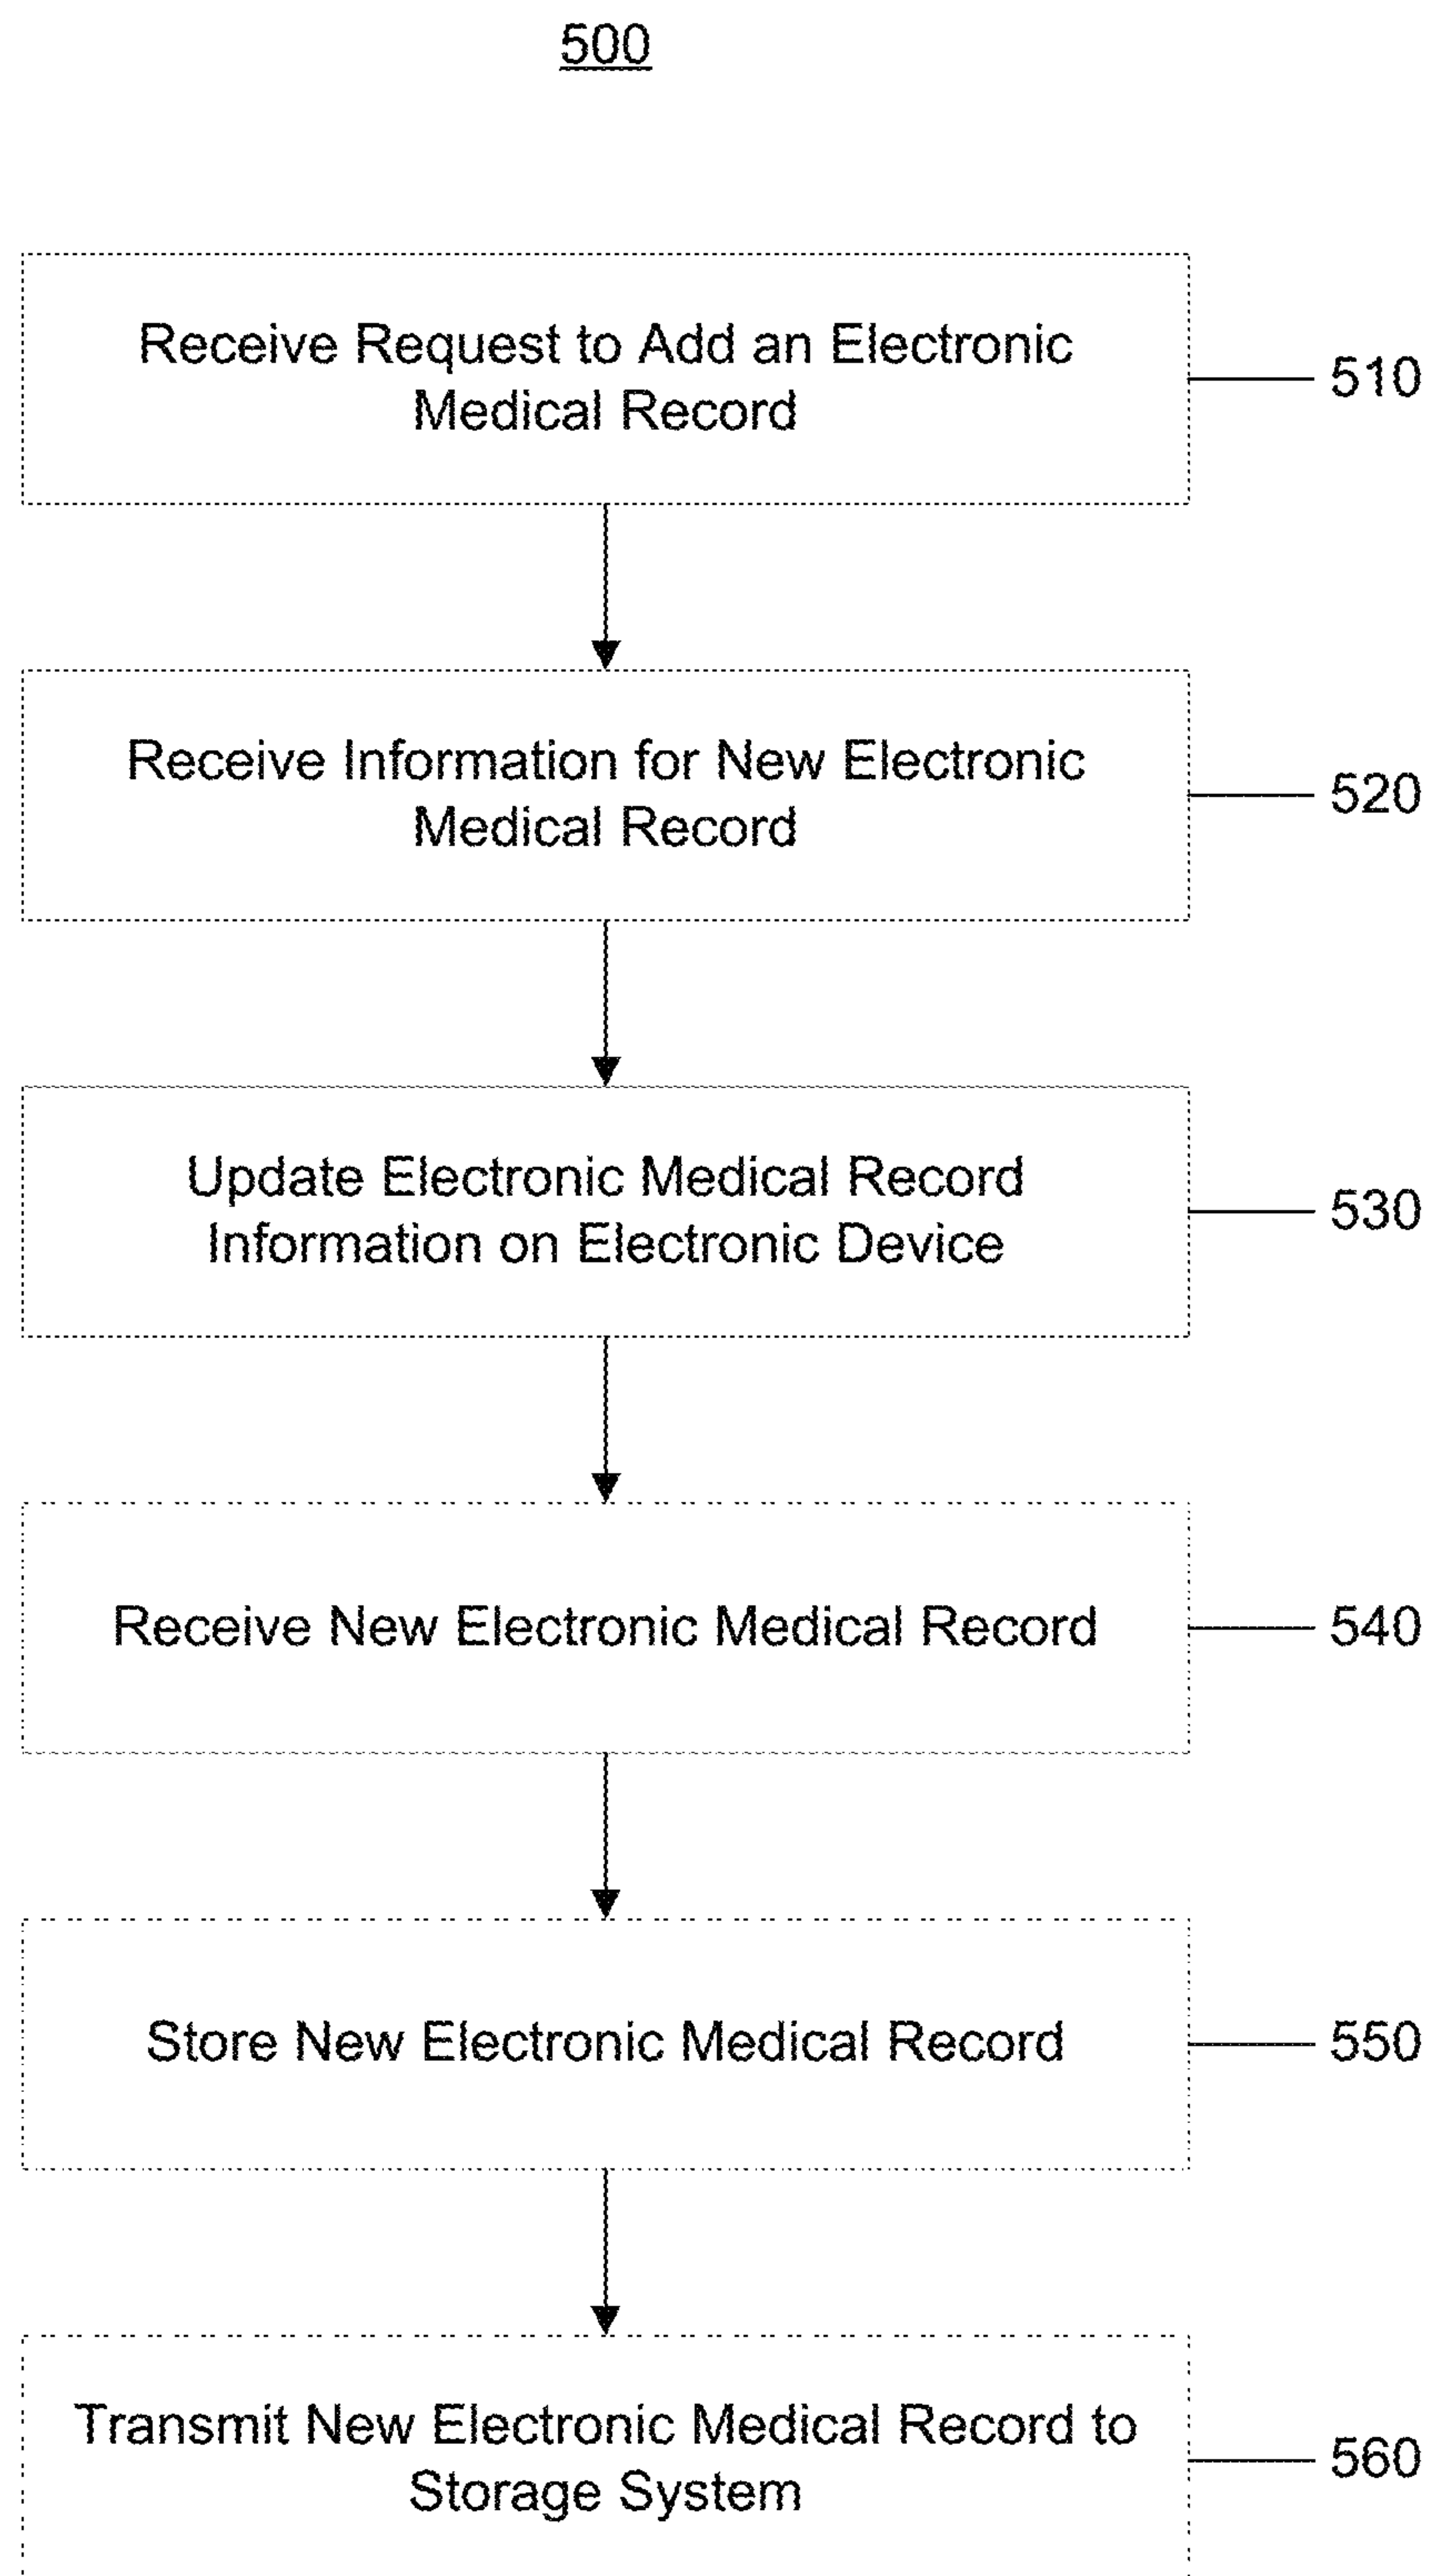 500
Receive Request to Add an Electronic
Medical Record
510
Receive Information for New Electronic
Medical Record
520
Update Electronic Medical Record
Information on Electronic Device
530
Receive New Electronic Medical Record
540
Store New Electronic Medical Record
550
Transmit New Electronic Medical Record to
Storage System
560